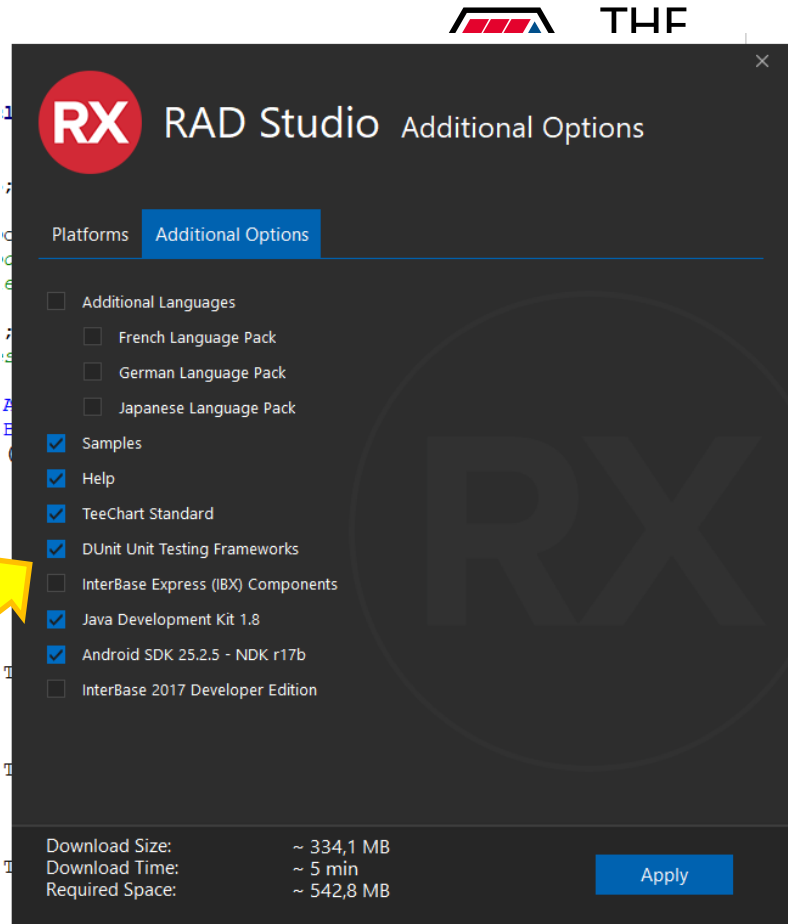 THE
RX RAD Studio Additional Options
Platforms Additional Options
Additional Languages
French Language Pack
German Language Pack
Japanese Language Pack
Samples
Help
TeeChart Standard
DUnit Unit Testing Frameworks
InterBase Express (IBX) Components
Java Development Kit 1.8
Android SDK 25.2.5 - NDK r17b
InterBase 2017 Developer Edition
RX
Download Size: ~ 334,1 MB
Download Time: ~ 5 min
Required Space: ~ 542,8 MB
Apply